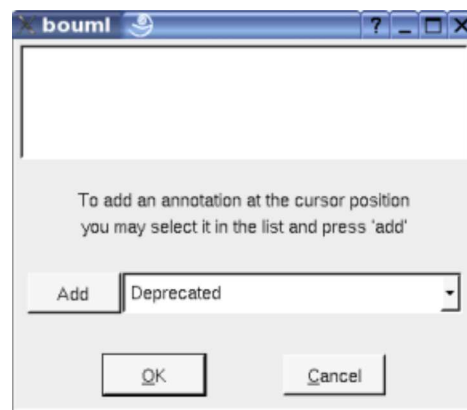 bouml
To add an annotation at the cursor position
you may select it in the list and press 'add'
Add Deprecated
OK Cancel